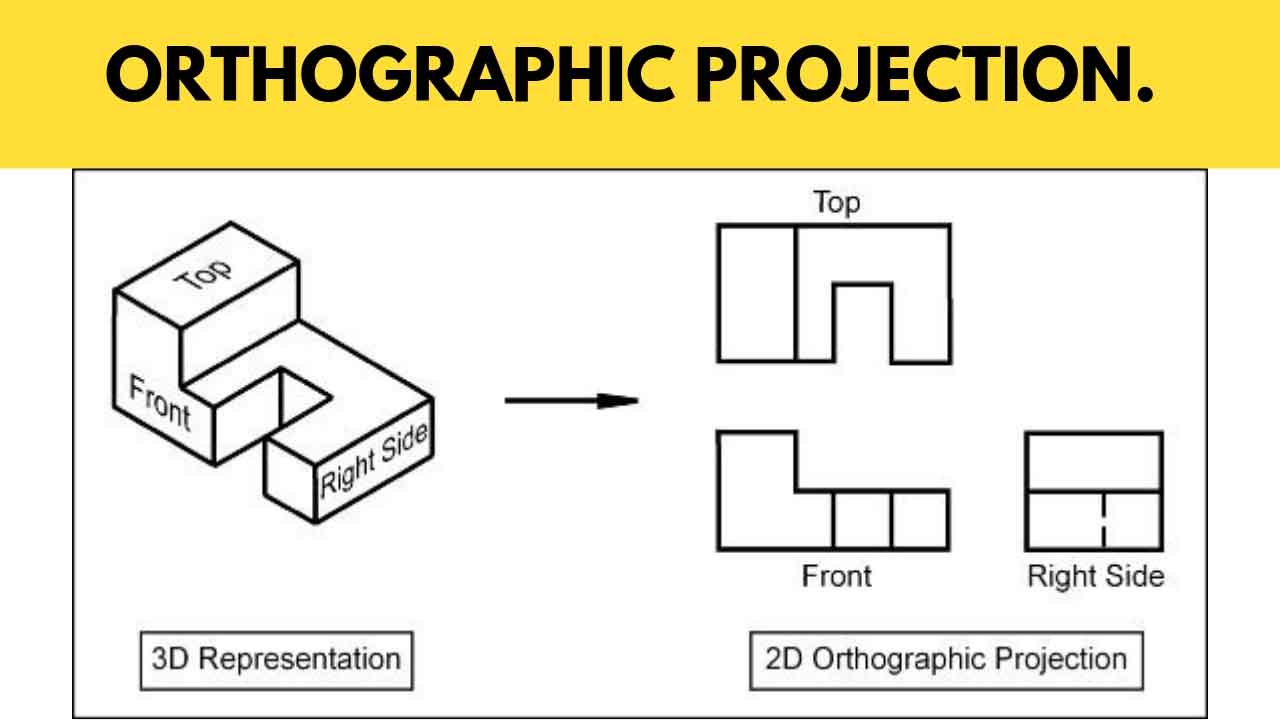 ORTHOGRAPHIC PROJECTION.
Top
Front
Right Side
Top
Front
Right Side
3D Representation
2D Orthographic Projection